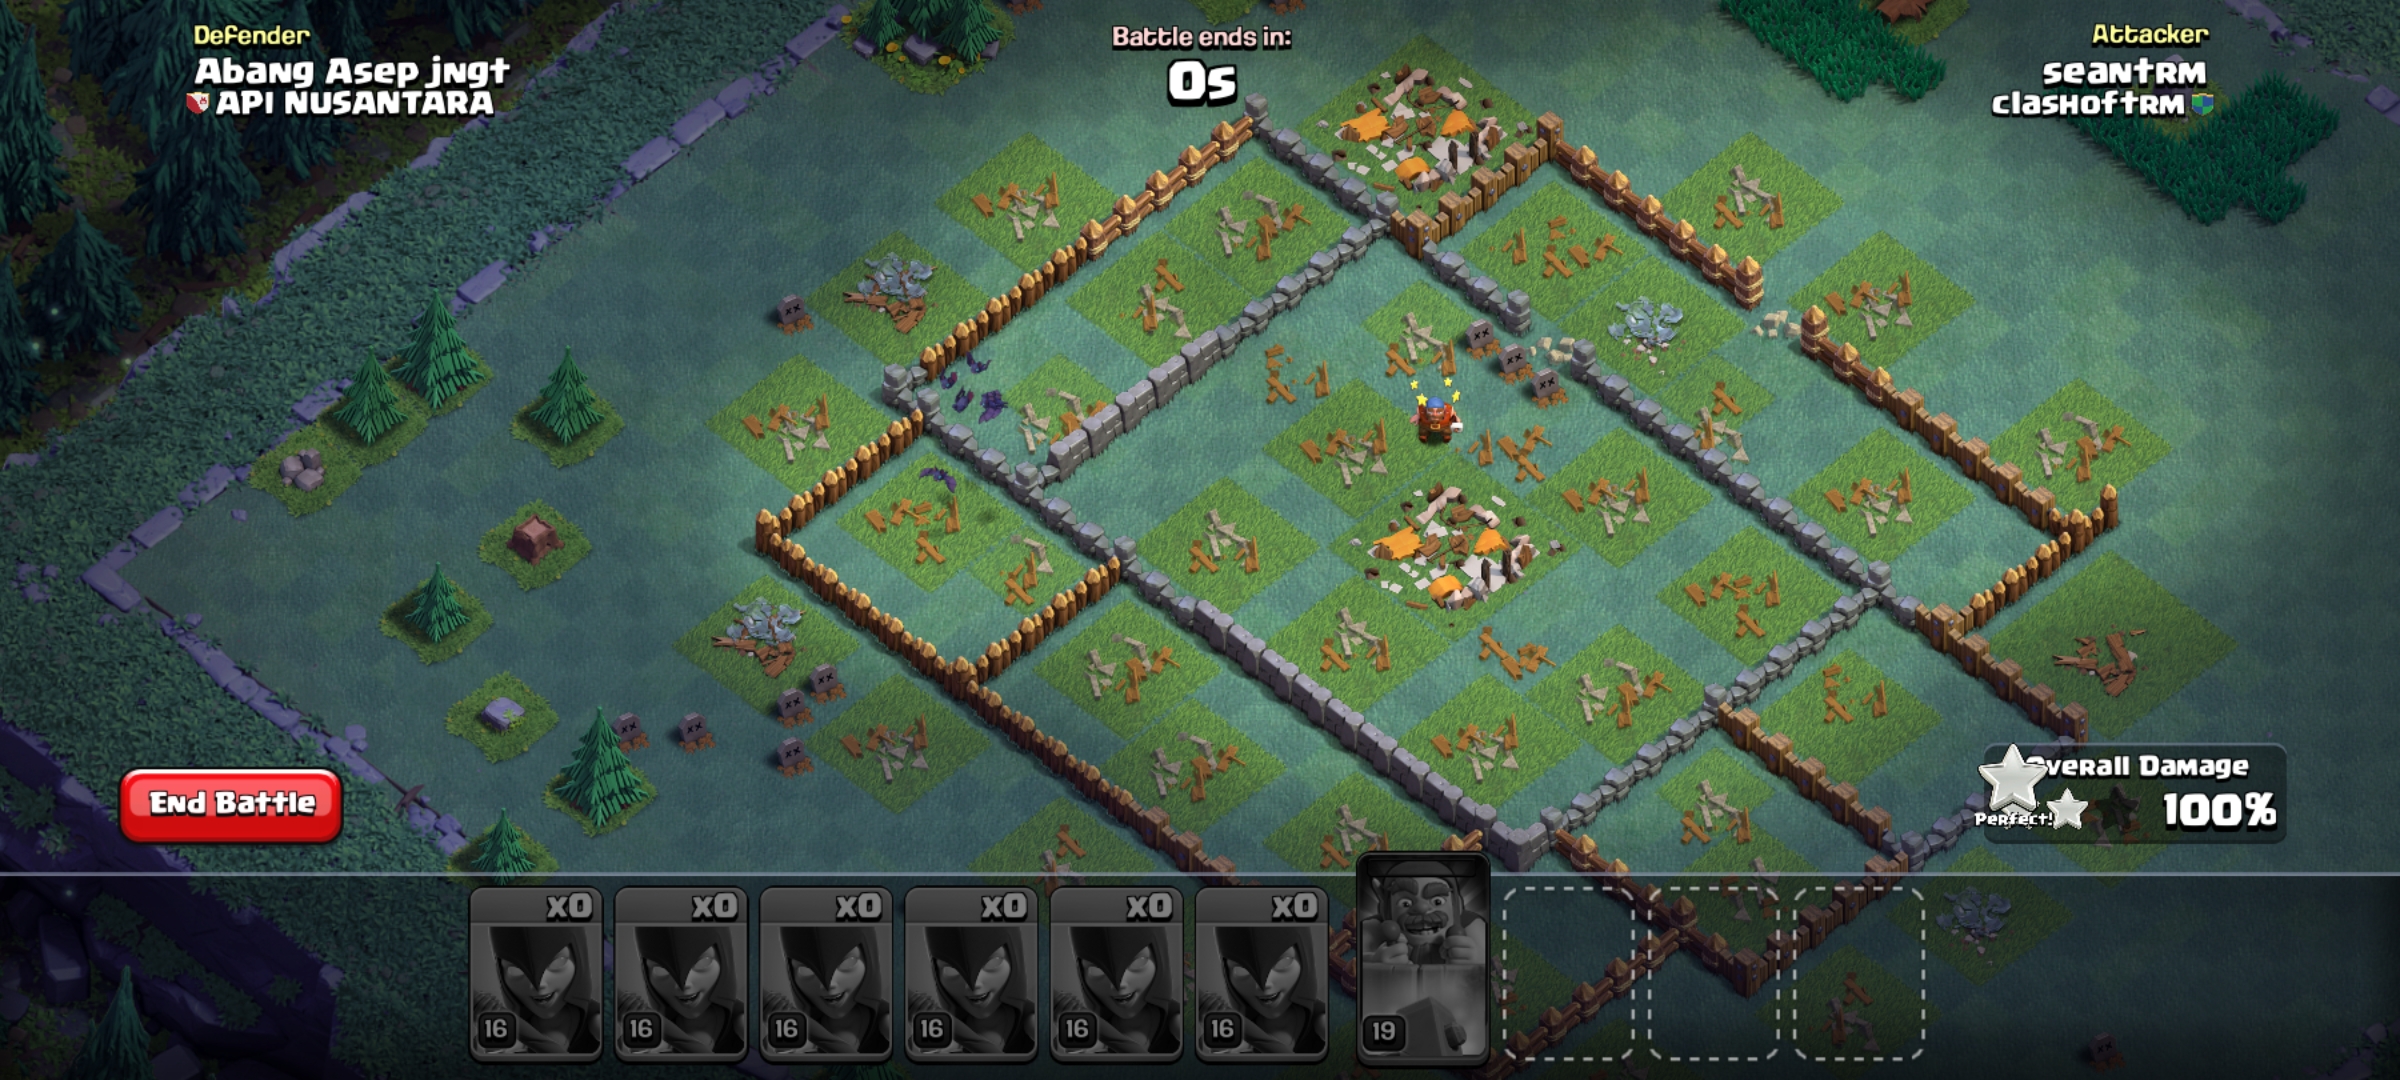 Defender
Abang Asep jngt
API NUSANTARA
Battle ends in:
0s
Attacker
seantRM
clashoftRM
End Battle
Overall Damage
Perfect!
100%
x0
x0
x0
x0
x0
x0
16
16
16
16
16
16
19